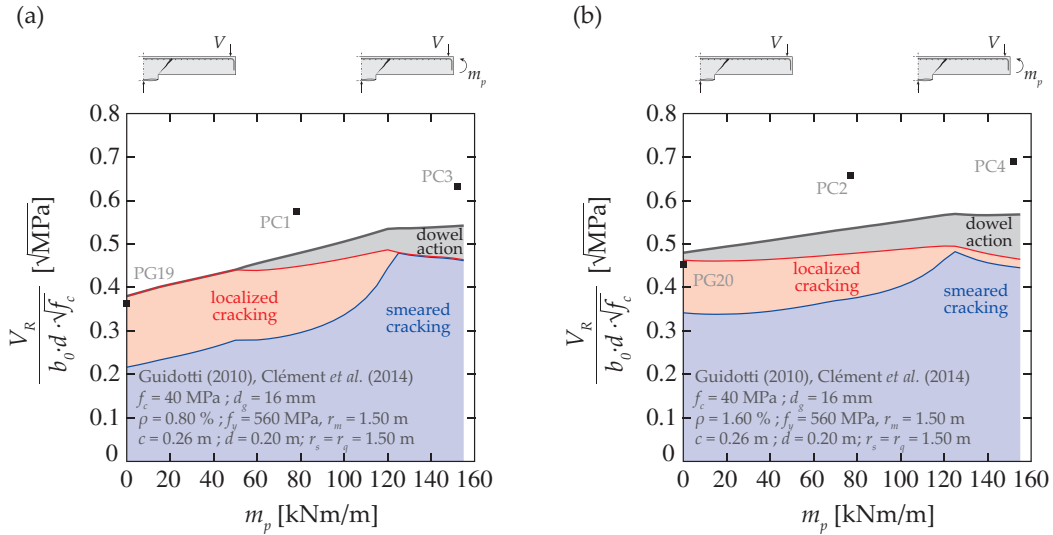 (a)
V
V
m_p
V_R / b_0·d·√f_c [√MPa]
0.8
0.7
0.6
0.5
0.4
0.3
0.2
0.1
0
PG19
PC1
PC3
dowel
action
localized
cracking
smeared
cracking
Guidotti (2010), Clément et al. (2014)
f_c = 40 MPa ; d_g = 16 mm
ρ = 0.80 % ; f_y = 560 MPa, r_m = 1.50 m
c = 0.26 m ; d = 0.20 m; r_s = r_q = 1.50 m
0 20 40 60 80 100 120 140 160
m_p [kNm/m]
(b)
V
V
m_p
V_R / b_0·d·√f_c [√MPa]
0.8
0.7
0.6
0.5
0.4
0.3
0.2
0.1
0
PG20
PC2
PC4
dowel
action
localized
cracking
smeared
cracking
Guidotti (2010), Clément et al. (2014)
f_c = 40 MPa ; d_g = 16 mm
ρ = 1.60 % ; f_y = 560 MPa, r_m = 1.50 m
c = 0.26 m ; d = 0.20 m; r_s = r_q = 1.50 m
0 20 40 60 80 100 120 140 160
m_p [kNm/m]